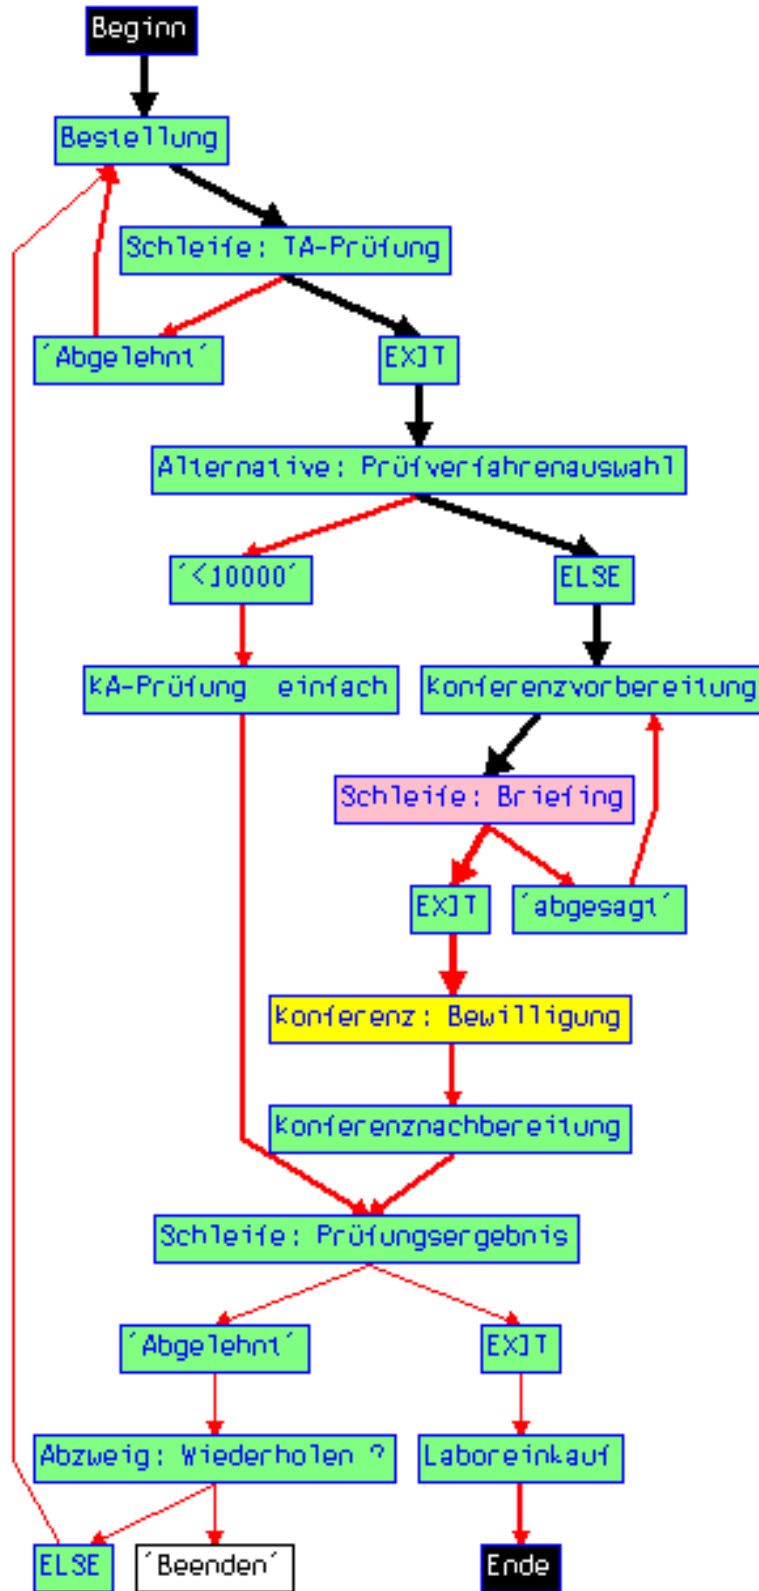 Beginn
Bestellung
Schleife: TA-Prüfung
´Abgelehnt´
EXIT
Alternative: Prüfverfahrenauswahl
´<10000´
ELSE
KA-Prüfung einfach
Konferenzvorbereitung
Schleife: Briefing
EXIT
´abgesagt´
Konferenz: Bewilligung
Konferenznachbereitung
Schleife: Prüfungsergebnis
´Abgelehnt´
EXIT
Abzweig: Wiederholen ?
Laboreinkauf
ELSE
´Beenden´
Ende